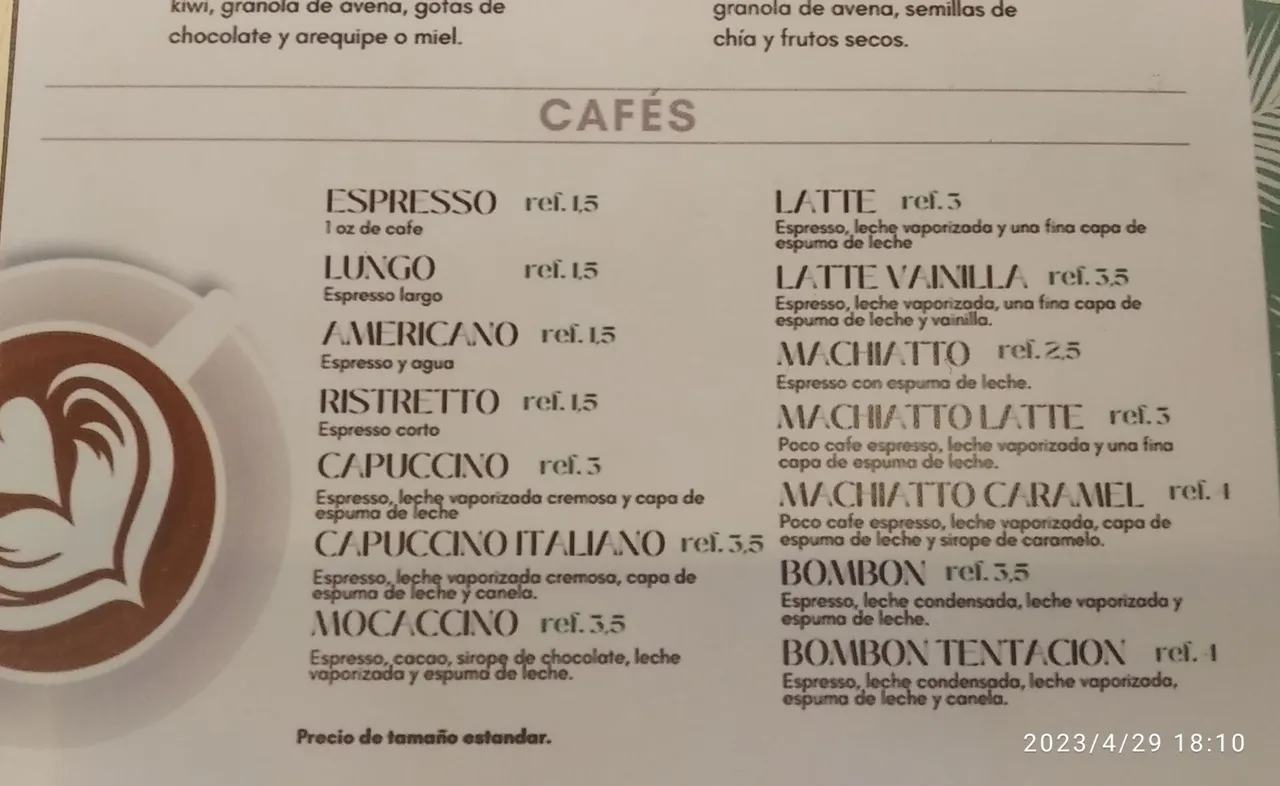 kiwi, granola de avena, gotas de
chocolate y arequipe o miel.
granola de avena, semillas de
chía y frutos secos.
CAFÉS
ESPRESSO ref. 1,5
1 oz de cafe
LUNGO ref. 1,5
Espresso largo
AMERICANO ref. 1,5
Espresso y agua
RISTRETTO ref. 1,5
Espresso corto
CAPUCCINO ref. 3
Espresso, leche vaporizada cremosa y capa de
espuma de leche
CAPUCCINO ITALIANO ref. 3,5
Espresso, leche vaporizada cremosa, capa de
espuma de leche y canela.
MOCACCINO ref. 3,5
Espresso, cacao, sirope de chocolate, leche
vaporizada y espuma de leche.
LATTE ref. 3
Espresso, leche vaporizada y una fina capa de
espuma de leche
LATTE VAINILLA ref. 3,5
Espresso, leche vaporizada, una fina capa de
espuma de leche y vainilla.
MACHIATTO ref. 2,5
Espresso con espuma de leche.
MACHIATTO LATTE ref. 3
Poco cafe espresso, leche vaporizada y una fina
capa de espuma de leche.
MACHIATTO CARAMEL ref. 4
Poco cafe espresso, leche vaporizada, capa de
espuma de leche y sirope de caramelo.
BOMBON ref. 3,5
Espresso, leche condensada, leche vaporizada y
espuma de leche.
BOMBON TENTACION ref. 4
Espresso, leche condensada, leche vaporizada,
espuma de leche y canela.
Precio de tamaño estandar.
2023/4/29 18:10